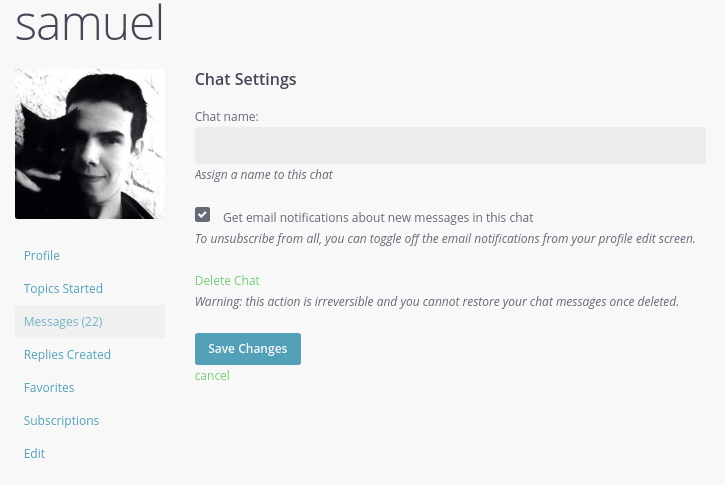 samuel
Chat Settings
Chat name:
Assign a name to this chat
Get email notifications about new messages in this chat
To unsubscribe from all, you can toggle off the email notifications from your profile edit screen.
Delete Chat
Warning: this action is irreversible and you cannot restore your chat messages once deleted.
Save Changes
cancel
Profile
Topics Started
Messages (22)
Replies Created
Favorites
Subscriptions
Edit